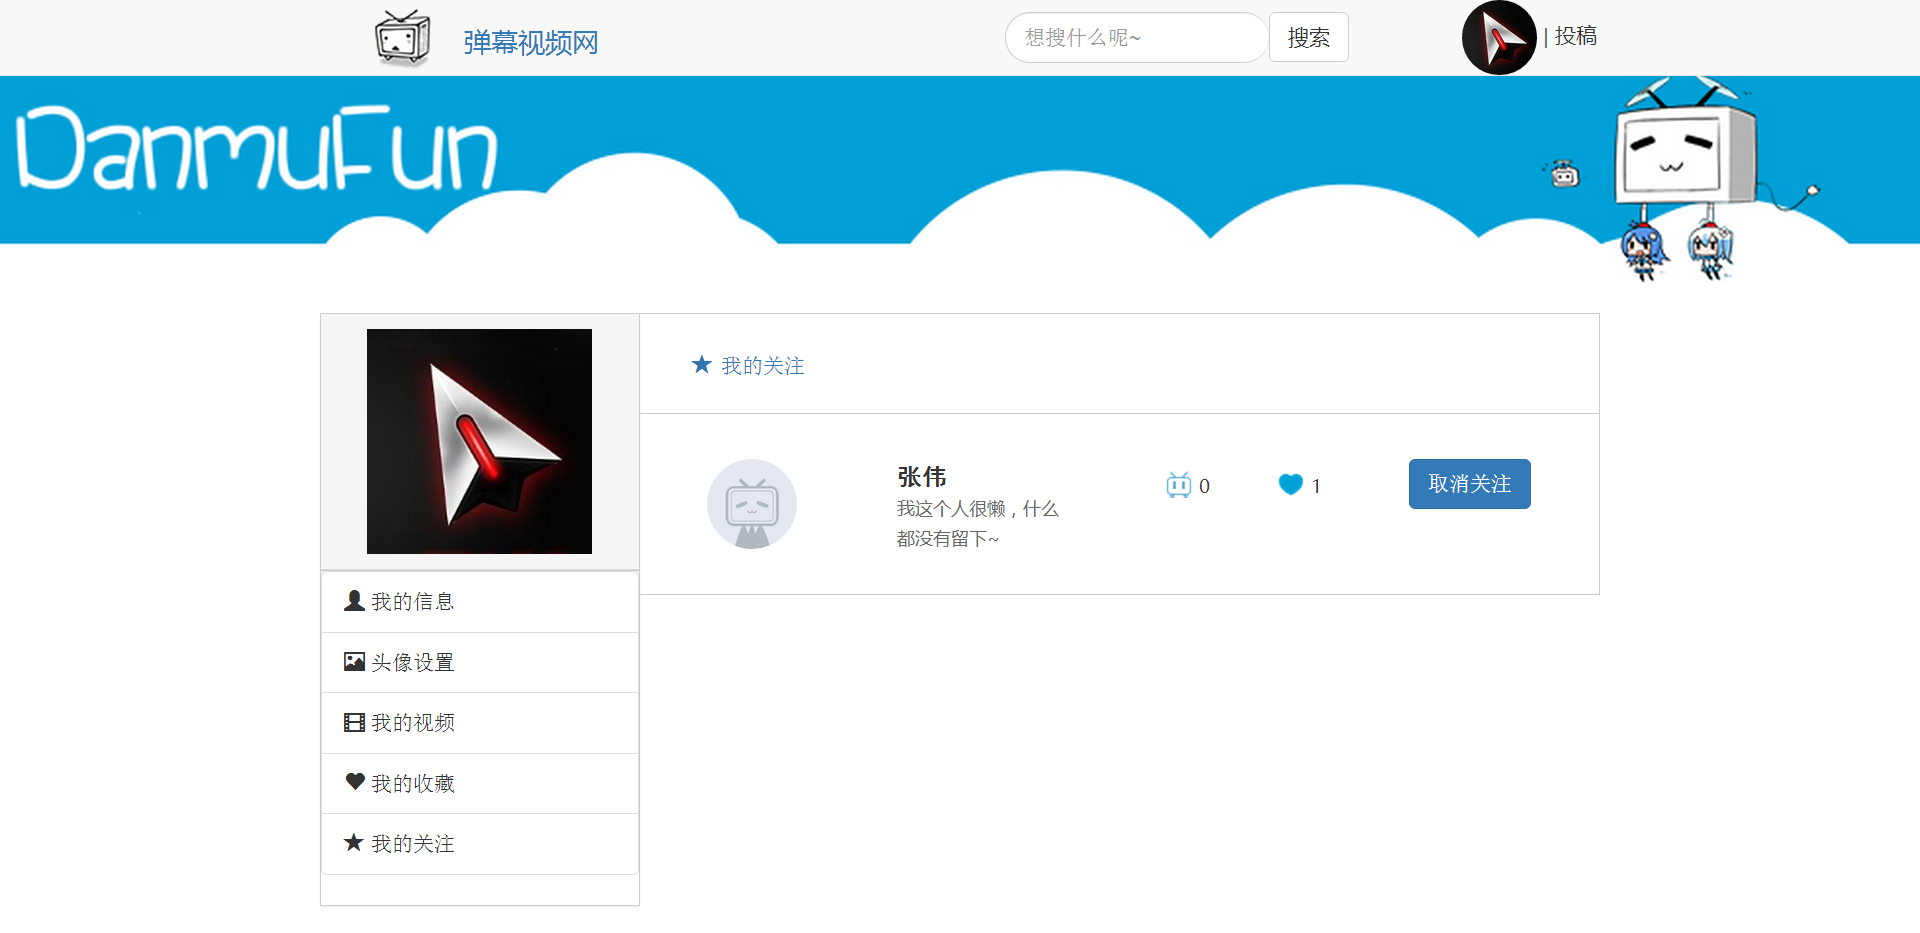 弹幕视频网
想搜什么呢~
搜索
| 投稿
DanmuFun
★ 我的关注
张伟
我这个人很懒，什么
都没有留下~
0
1
取消关注
我的信息
头像设置
我的视频
我的收藏
我的关注